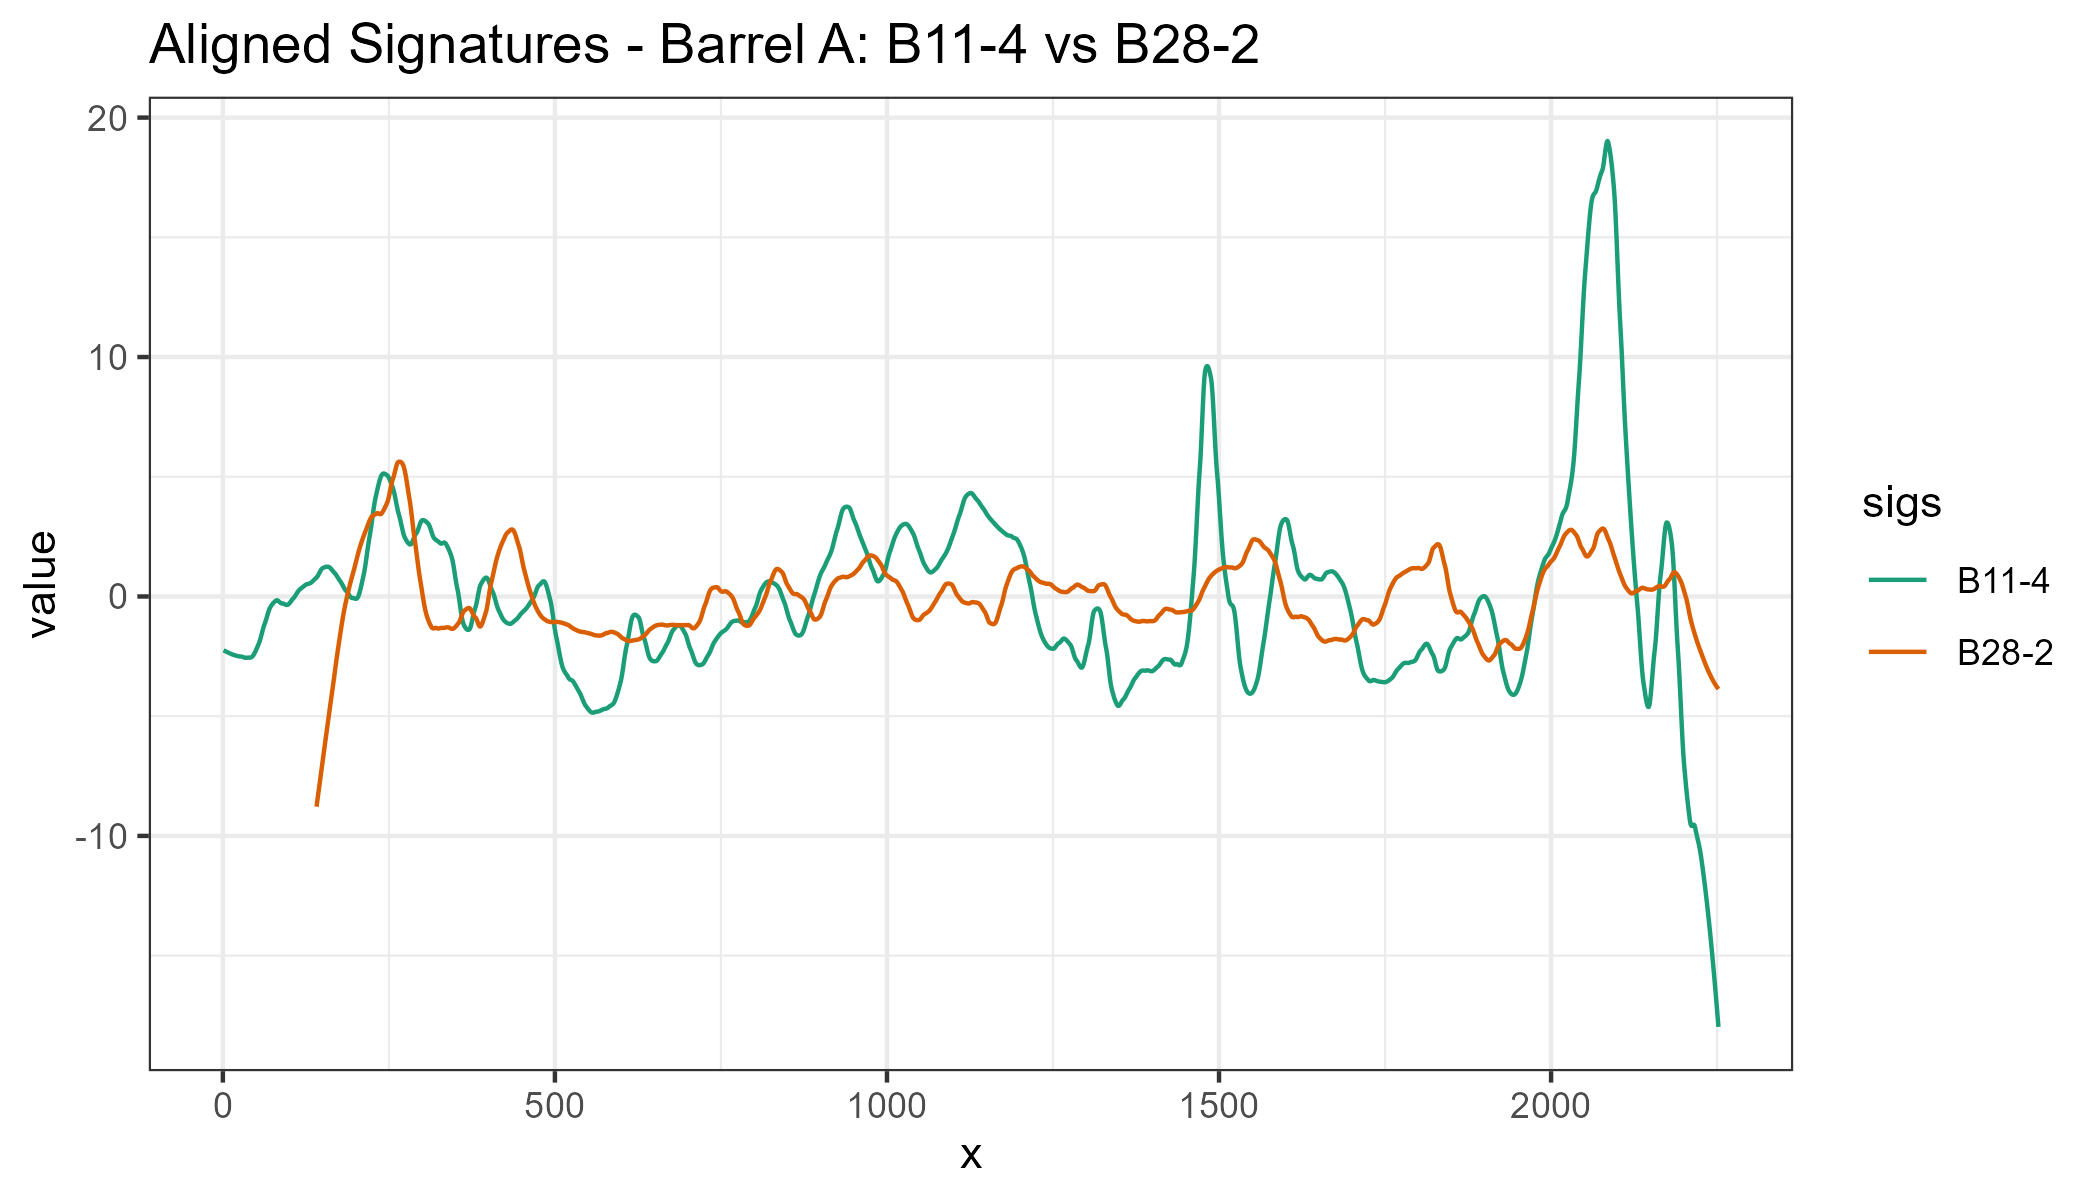 Aligned Signatures - Barrel A: B11-4 vs B28-2
20
10
0
-10
value
0 500 1000 1500 2000
x
sigs
B11-4
B28-2